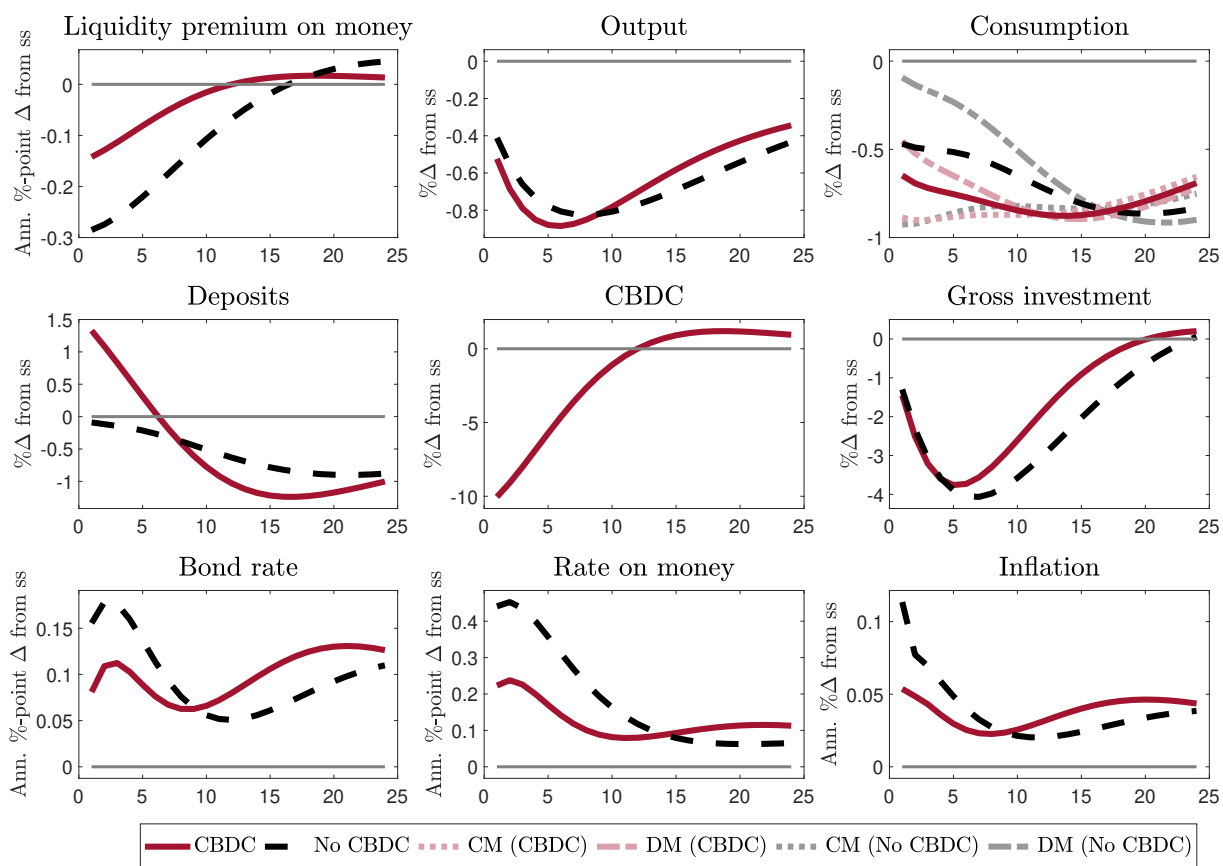 Liquidity premium on money
Output
Consumption
Ann. %-point Δ from ss
0
-0.1
-0.2
-0.3
0 5 10 15 20 25
%Δ from ss
0
-0.2
-0.4
-0.6
-0.8
0 5 10 15 20 25
%Δ from ss
0
-0.5
-1
0 5 10 15 20 25
Deposits
CBDC
Gross investment
%Δ from ss
1.5
1
0.5
0
-0.5
-1
0 5 10 15 20 25
%Δ from ss
0
-5
-10
0 5 10 15 20 25
%Δ from ss
0
-1
-2
-3
-4
0 5 10 15 20 25
Bond rate
Rate on money
Inflation
Ann. %-point Δ from ss
0.15
0.1
0.05
0
0 5 10 15 20 25
Ann. %-point Δ from ss
0.4
0.3
0.2
0.1
0
0 5 10 15 20 25
Ann. %Δ from ss
0.1
0.05
0
0 5 10 15 20 25
CBDC No CBDC CM (CBDC) DM (CBDC) CM (No CBDC) DM (No CBDC)